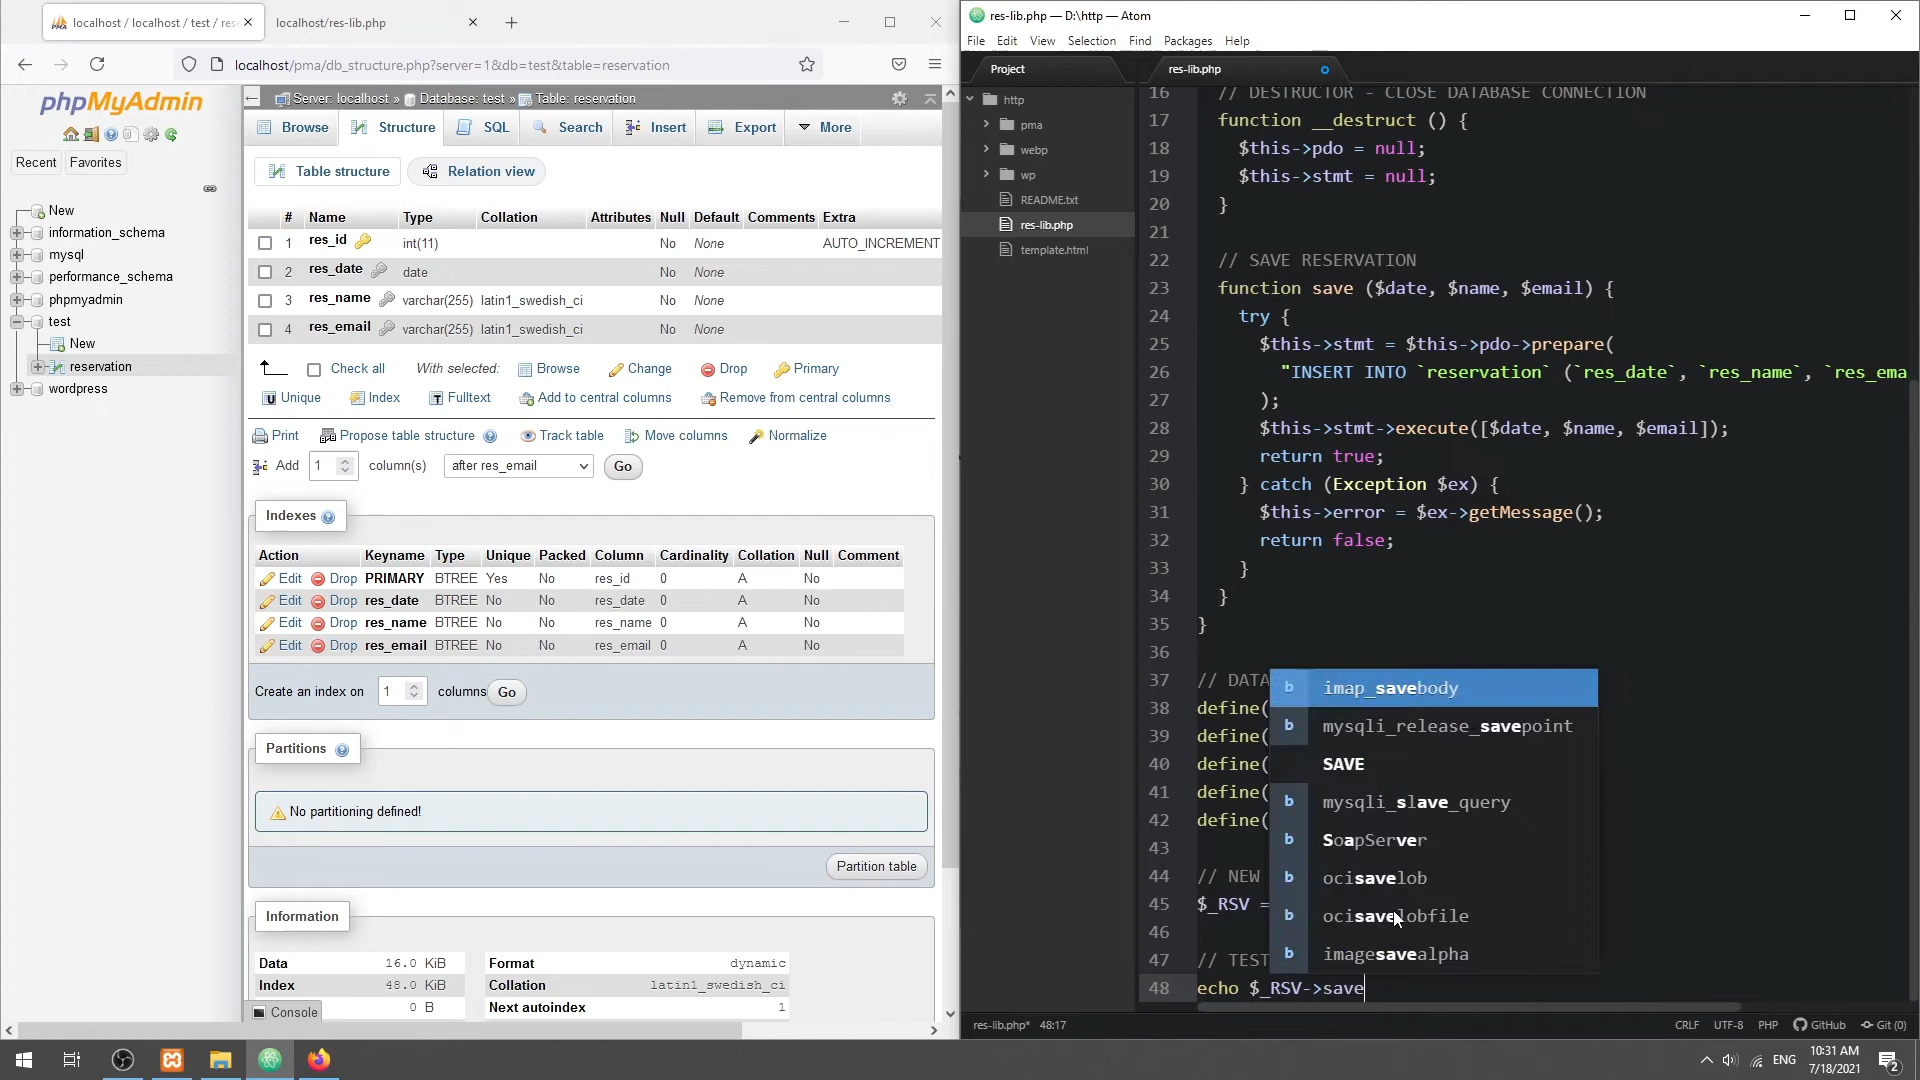 localhost / localhost / test / res
localhost/res-lib.php
localhost/pma/db_structure.php?server=1&db=test&table=reservation
phpMyAdmin
Recent
Favorites
New
information_schema
mysql
performance_schema
phpmyadmin
test
New
reservation
wordpress
Server: localhost » Database: test » Table: reservation
Browse Structure SQL Search Insert Export More
Table structure Relation view
# Name Type Collation Attributes Null Default Comments Extra
1 res_id int(11) No None AUTO_INCREMENT
2 res_date date No None
3 res_name varchar(255) latin1_swedish_ci No None
4 res_email varchar(255) latin1_swedish_ci No None
Check all With selected: Browse Change Drop Primary
Unique Index Fulltext Add to central columns Remove from central columns
Print Propose table structure Track table Move columns Normalize
Add 1 column(s) after res_email Go
Indexes
Action Keyname Type Unique Packed Column Cardinality Collation Null Comment
Edit Drop PRIMARY BTREE Yes No res_id 0 A No
Edit Drop res_date BTREE No No res_date 0 A No
Edit Drop res_name BTREE No No res_name 0 A No
Edit Drop res_email BTREE No No res_email 0 A No
Create an index on 1 columns Go
Partitions
No partitioning defined!
Partition table
Information
Data 16.0 KiB
Index 48.0 KiB
0 B
Format dynamic
Collation latin1_swedish_ci
Next autoindex 1
Console
res-lib.php — D:\http — Atom
File Edit View Selection Find Packages Help
Project
http
pma
webp
wp
README.txt
res-lib.php
template.html
res-lib.php
16 // DESTRUCTOR - CLOSE DATABASE CONNECTION
17 function __destruct () {
18 $this->pdo = null;
19 $this->stmt = null;
20 }
21
22 // SAVE RESERVATION
23 function save ($date, $name, $email) {
24 try {
25 $this->stmt = $this->pdo->prepare(
26 "INSERT INTO `reservation` (`res_date`, `res_name`, `res_ema
27 );
28 $this->stmt->execute([$date, $name, $email]);
29 return true;
30 } catch (Exception $ex) {
31 $this->error = $ex->getMessage();
32 return false;
33 }
34 }
35 }
36
37 // DATA
38 define(
39 define(
40 define(
41 define(
42 define(
43
44 // NEW
45 $_RSV =
46
47 // TEST
48 echo $_RSV->save
b imap_savebody
b mysqli_release_savepoint
SAVE
b mysqli_slave_query
b SoapServer
b ocisavelob
b ocisavelobfile
b imagesavealpha
res-lib.php* 48:17
CRLF UTF-8 PHP GitHub Git (0)
ENG
10:31 AM
7/18/2021
2